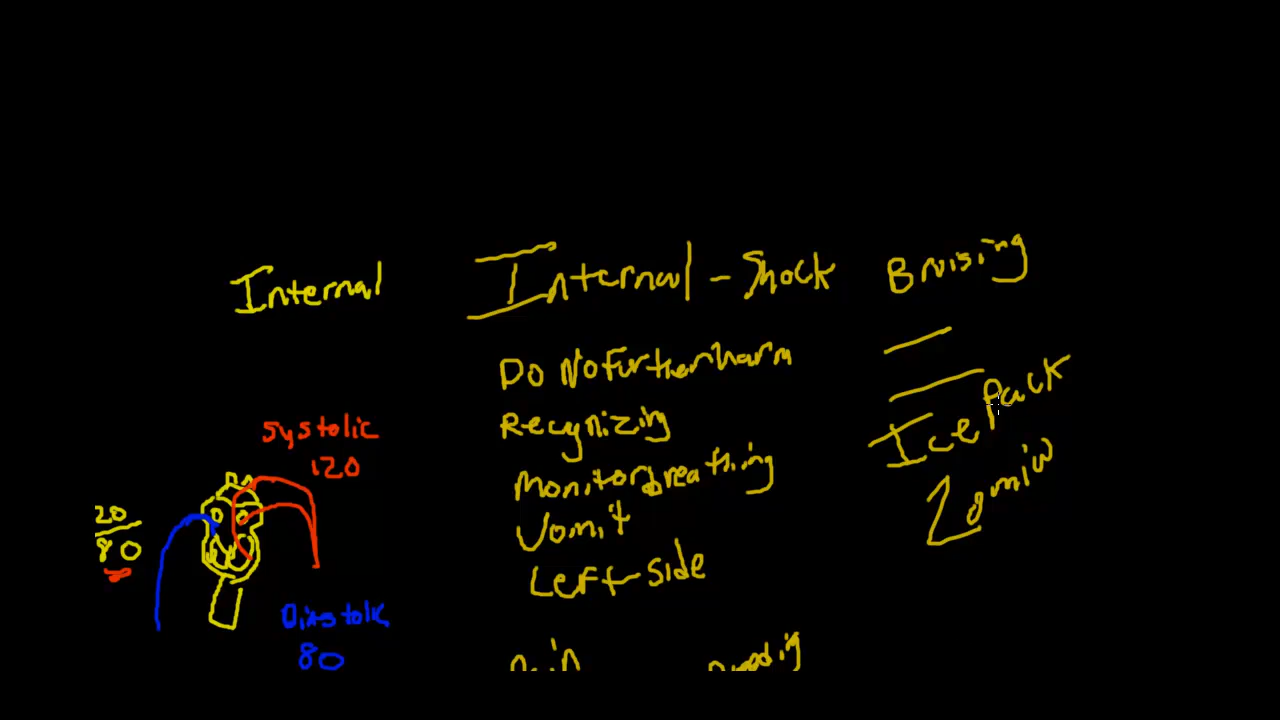 Internal
Internal - Shock
Bruising
Do No Further harm
Recognizing
Monitor breathing
Vomit
Left-side
Ice Pack
20 min
Systolic
120
20
80
Diastolic
80
Pain